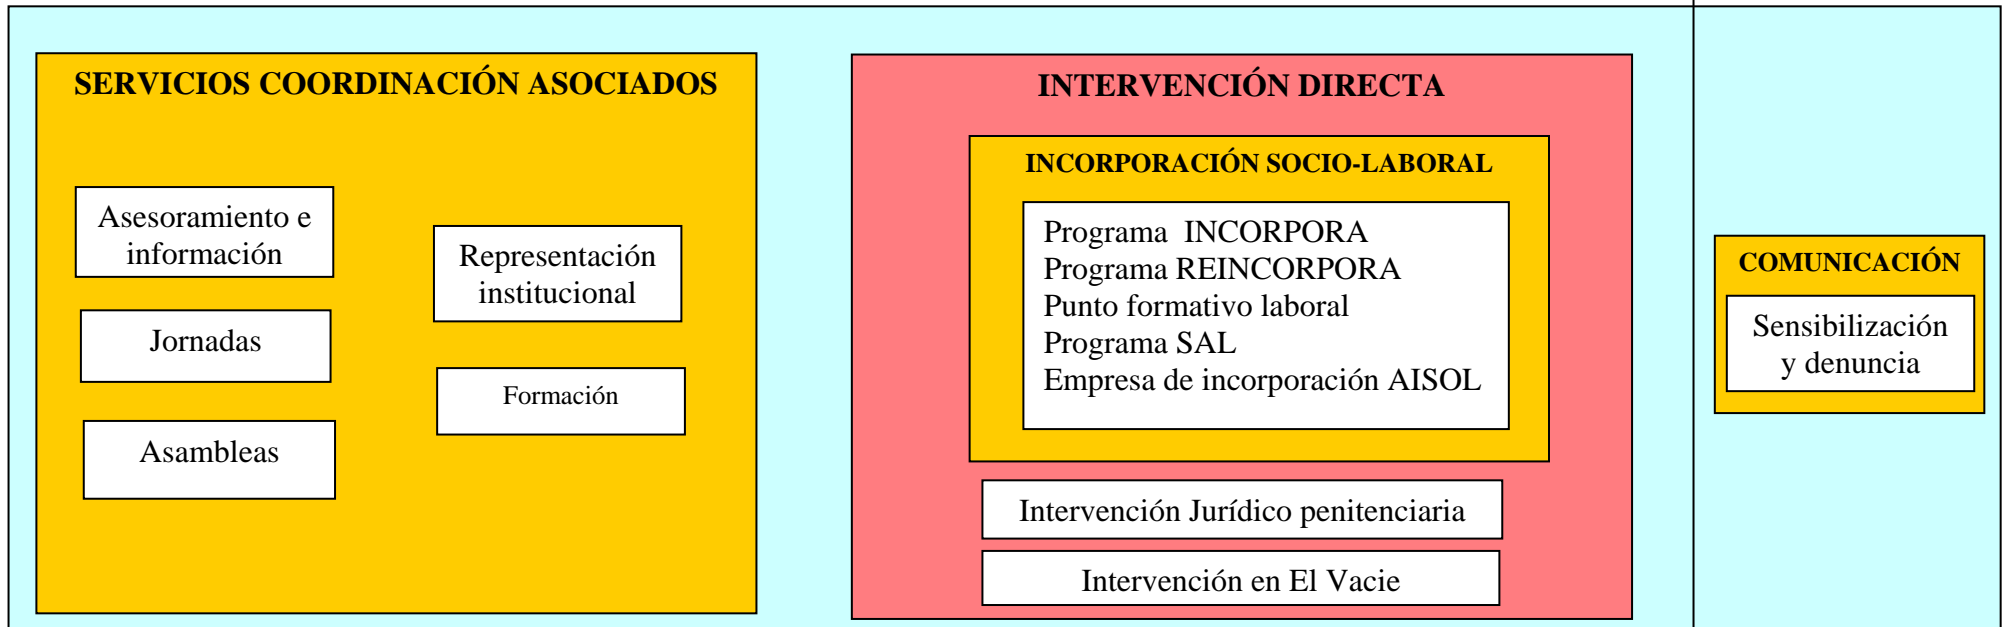 SERVICIOS COORDINACIÓN ASOCIADOS
Asesoramiento e
información
Jornadas
Asambleas
Representación
institucional
Formación
INTERVENCIÓN DIRECTA
INCORPORACIÓN SOCIO-LABORAL
Programa  INCORPORA
Programa REINCORPORA
Punto formativo laboral
Programa SAL
Empresa de incorporación AISOL
Intervención Jurídico penitenciaria
Intervención en El Vacie
COMUNICACIÓN
Sensibilización
y denuncia